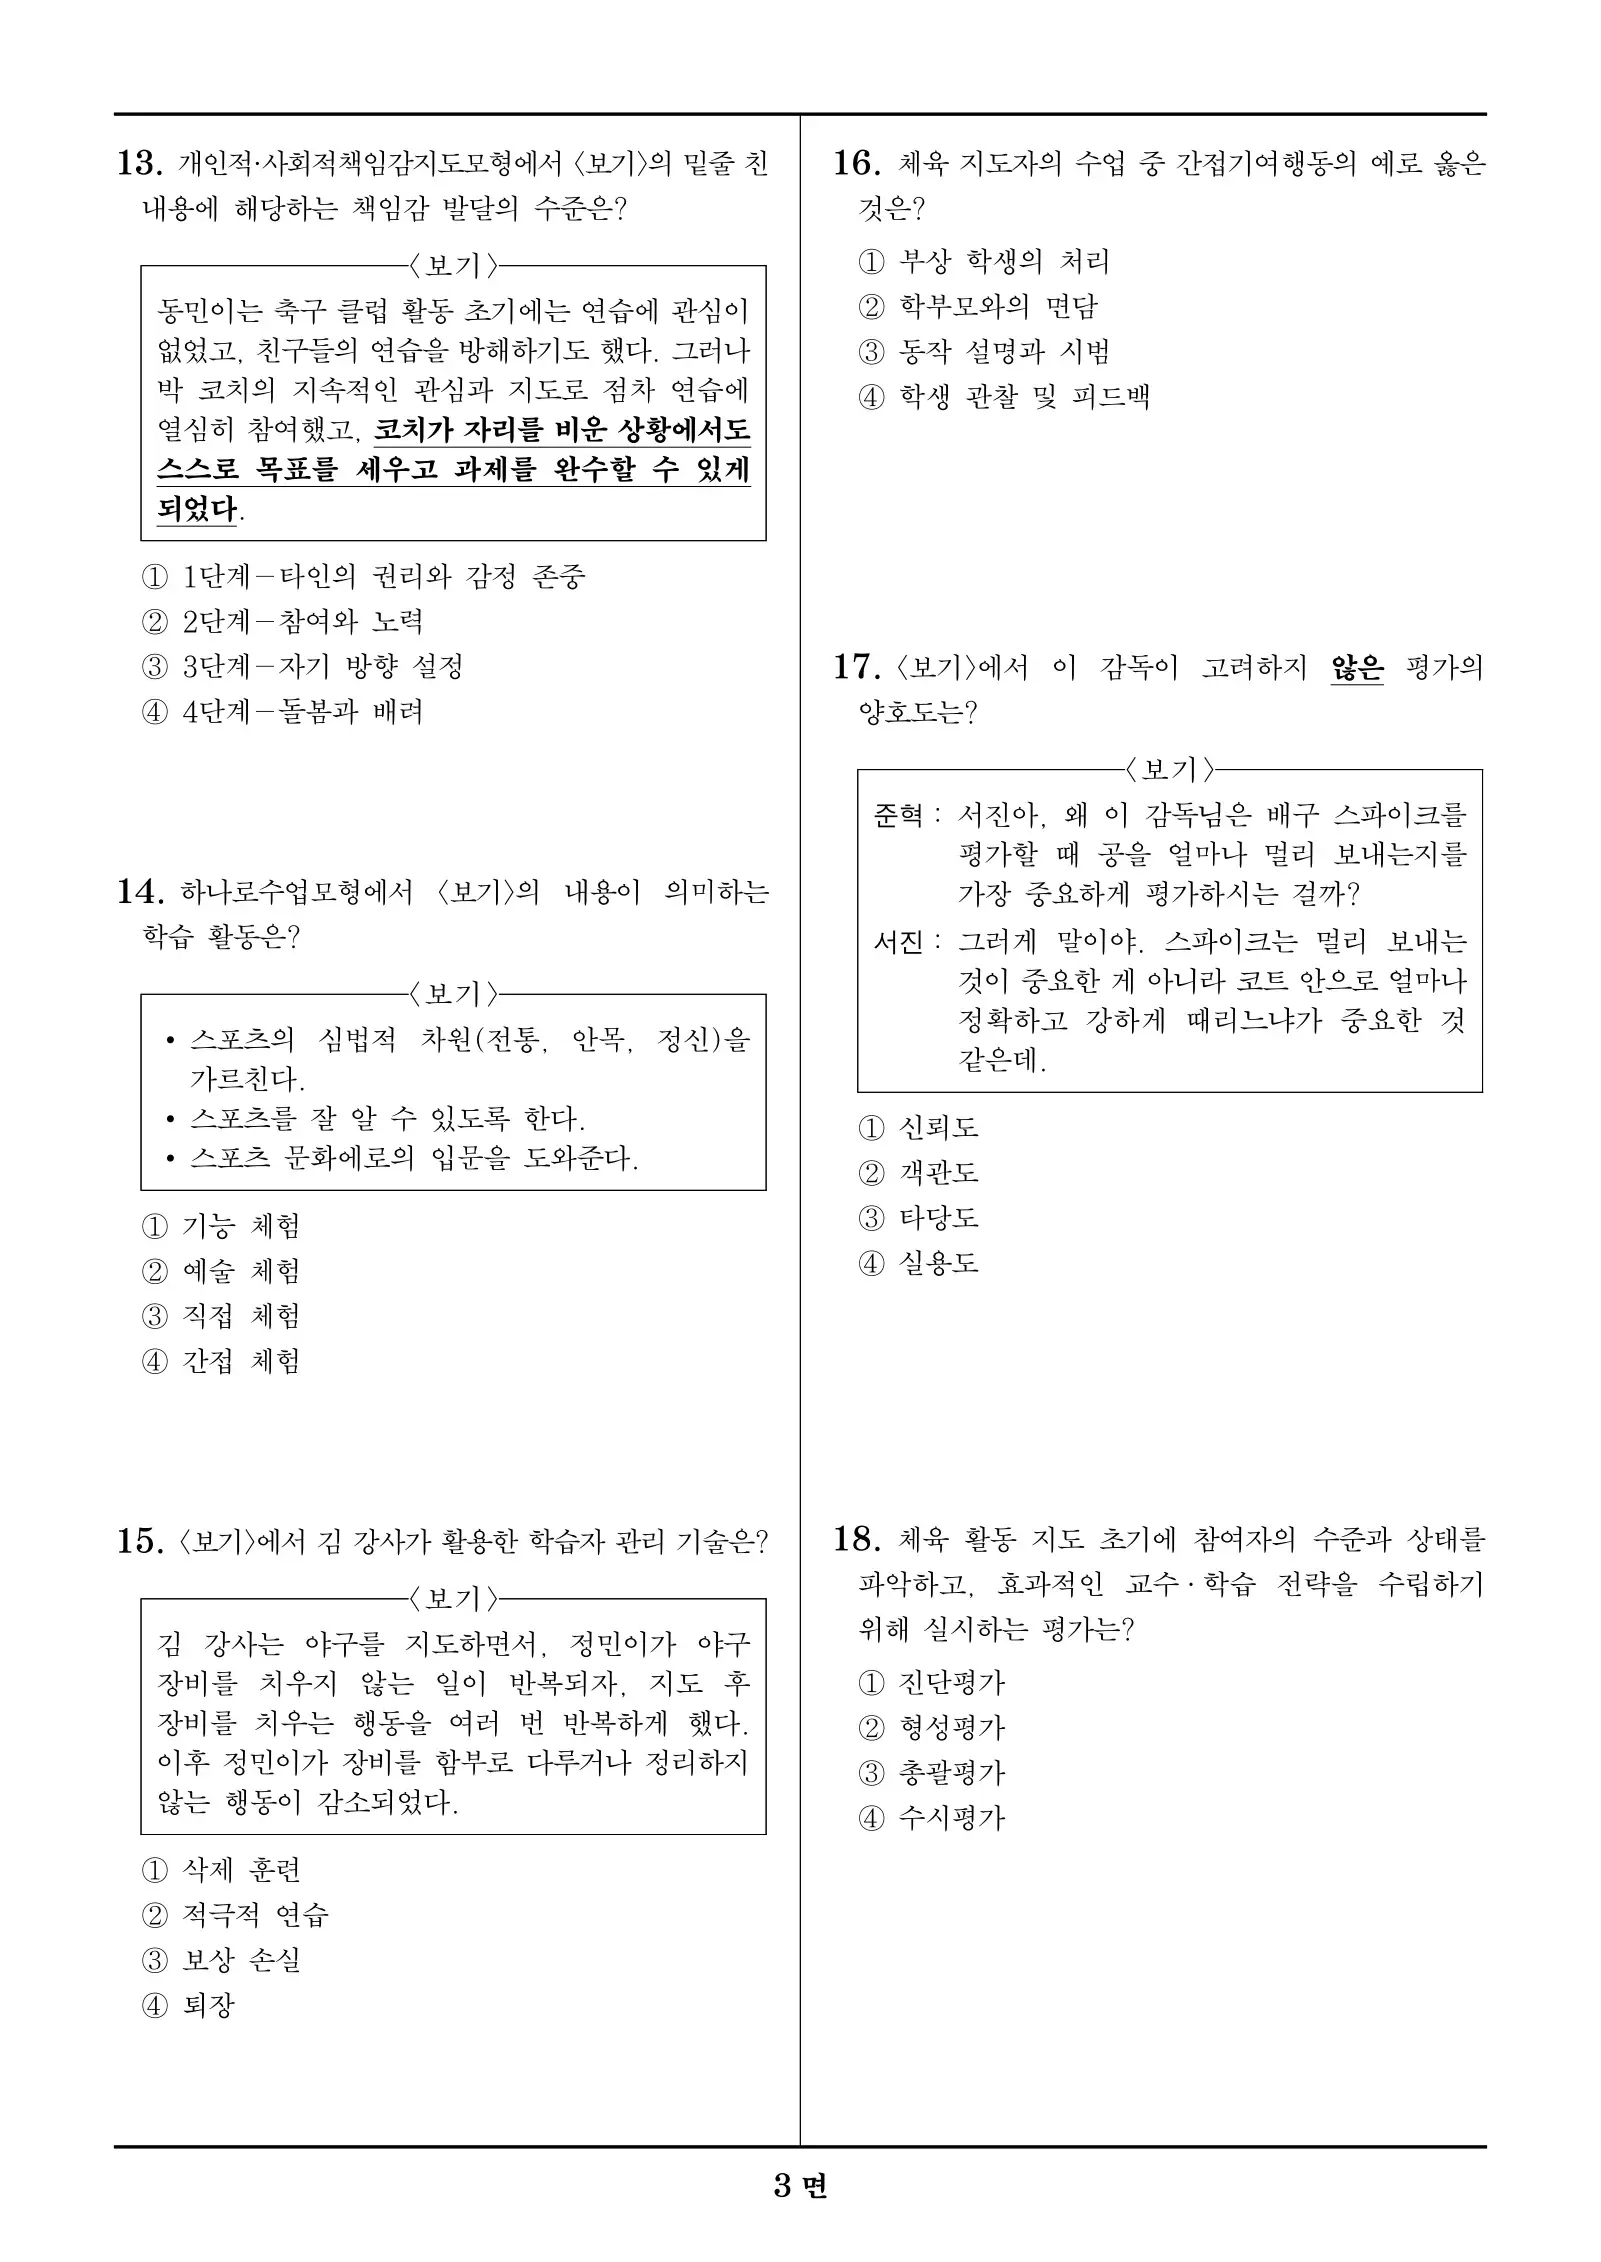 13. 개인적·사회적책임감지도모형에서 〈보기〉의 밑줄 친
내용에 해당하는 책임감 발달의 수준은?
〈보기〉
동민이는 축구 클럽 활동 초기에는 연습에 관심이
없었고, 친구들의 연습을 방해하기도 했다. 그러나
박 코치의 지속적인 관심과 지도로 점차 연습에
열심히 참여했고, 코치가 자리를 비운 상황에서도
스스로 목표를 세우고 과제를 완수할 수 있게
되었다.
① 1단계－타인의 권리와 감정 존중
② 2단계－참여와 노력
③ 3단계－자기 방향 설정
④ 4단계－돌봄과 배려
14. 하나로수업모형에서 〈보기〉의 내용이 의미하는
학습 활동은?
〈보기〉
• 스포츠의 심법적 차원(전통, 안목, 정신)을
가르친다.
• 스포츠를 잘 알 수 있도록 한다.
• 스포츠 문화에로의 입문을 도와준다.
① 기능 체험
② 예술 체험
③ 직접 체험
④ 간접 체험
15. 〈보기〉에서 김 강사가 활용한 학습자 관리 기술은?
〈보기〉
김 강사는 야구를 지도하면서, 정민이가 야구
장비를 치우지 않는 일이 반복되자, 지도 후
장비를 치우는 행동을 여러 번 반복하게 했다.
이후 정민이가 장비를 함부로 다루거나 정리하지
않는 행동이 감소되었다.
① 삭제 훈련
② 적극적 연습
③ 보상 손실
④ 퇴장
16. 체육 지도자의 수업 중 간접기여행동의 예로 옳은
것은?
① 부상 학생의 처리
② 학부모와의 면담
③ 동작 설명과 시범
④ 학생 관찰 및 피드백
17. 〈보기〉에서 이 감독이 고려하지 않은 평가의
양호도는?
〈보기〉
준혁 : 서진아, 왜 이 감독님은 배구 스파이크를
평가할 때 공을 얼마나 멀리 보내는지를
가장 중요하게 평가하시는 걸까?
서진 : 그러게 말이야. 스파이크는 멀리 보내는
것이 중요한 게 아니라 코트 안으로 얼마나
정확하고 강하게 때리느냐가 중요한 것
같은데.
① 신뢰도
② 객관도
③ 타당도
④ 실용도
18. 체육 활동 지도 초기에 참여자의 수준과 상태를
파악하고, 효과적인 교수·학습 전략을 수립하기
위해 실시하는 평가는?
① 진단평가
② 형성평가
③ 총괄평가
④ 수시평가
3 면